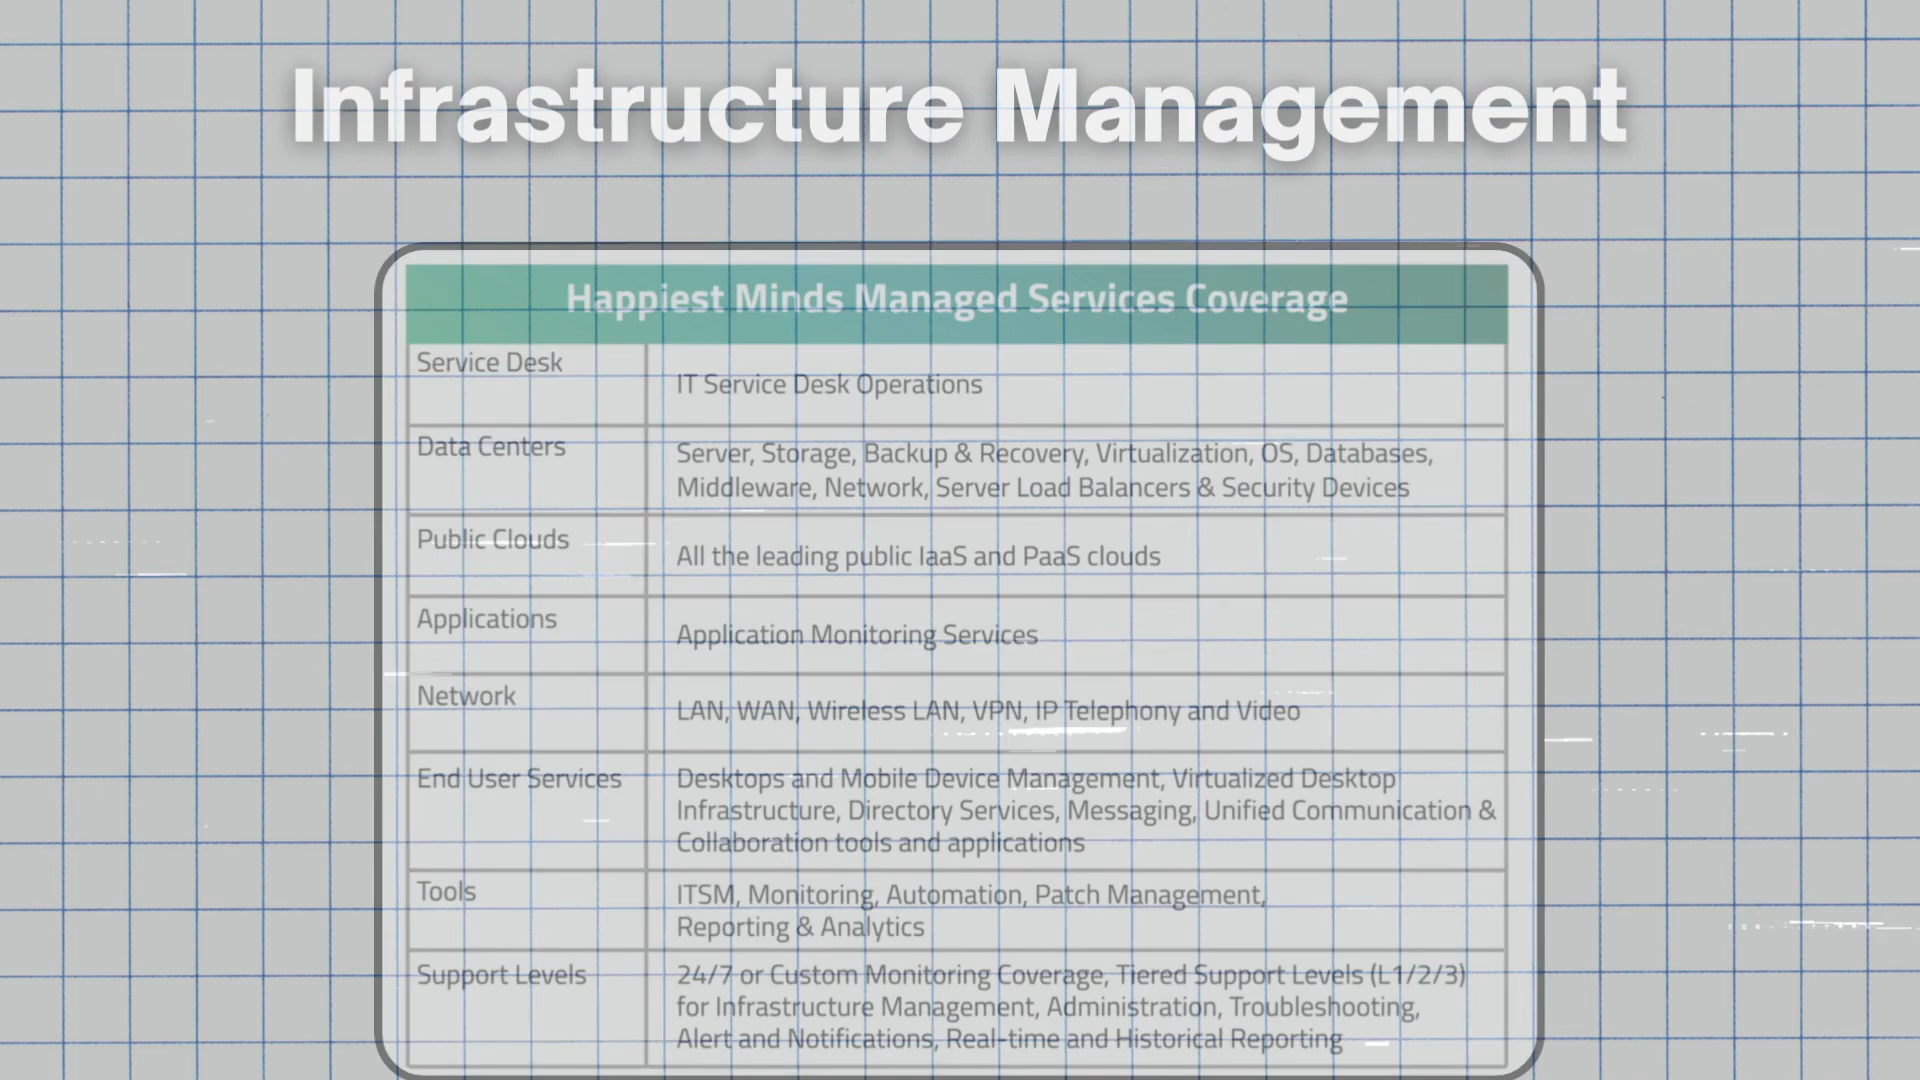 Infrastructure Management
Happiest Minds Managed Services Coverage
Service Desk
IT Service Desk Operations
Data Centers
Server, Storage, Backup & Recovery, Virtualization, OS, Databases,
Middleware, Network, Server Load Balancers & Security Devices
Public Clouds
All the leading public IaaS and PaaS clouds
Applications
Application Monitoring Services
Network
LAN, WAN, Wireless LAN, VPN, IP Telephony and Video
End User Services
Desktops and Mobile Device Management, Virtualized Desktop
Infrastructure, Directory Services, Messaging, Unified Communication &
Collaboration tools and applications
Tools
ITSM, Monitoring, Automation, Patch Management,
Reporting & Analytics
Support Levels
24/7 or Custom Monitoring Coverage, Tiered Support Levels (L1/2/3)
for Infrastructure Management, Administration, Troubleshooting,
Alert and Notifications, Real-time and Historical Reporting